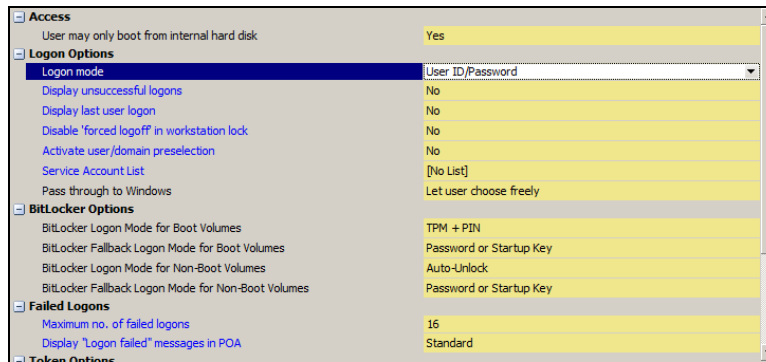 Access
User may only boot from internal hard disk Yes
Logon Options
Logon mode User ID/Password
Display unsuccessful logons No
Display last user logon No
Disable 'forced logoff' in workstation lock No
Activate user/domain preselection No
Service Account List [No List]
Pass through to Windows Let user choose freely
BitLocker Options
BitLocker Logon Mode for Boot Volumes TPM + PIN
BitLocker Fallback Logon Mode for Boot Volumes Password or Startup Key
BitLocker Logon Mode for Non-Boot Volumes Auto-Unlock
BitLocker Fallback Logon Mode for Non-Boot Volumes Password or Startup Key
Failed Logons
Maximum no. of failed logons 16
Display "Logon failed" messages in POA Standard
Token Options